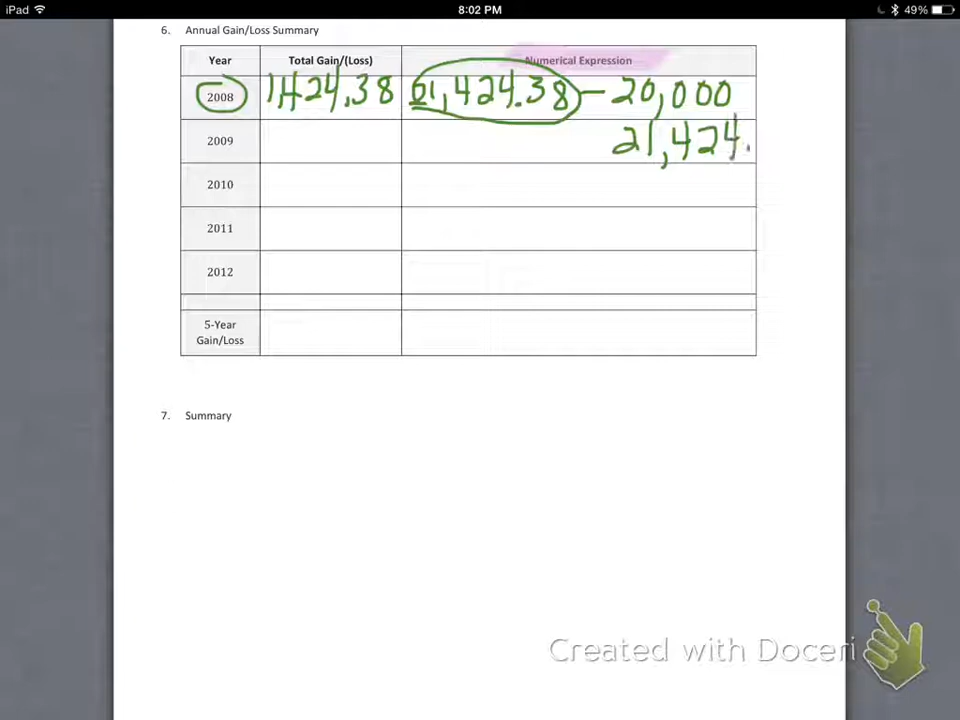 iPad 8:02 PM 49%
6. Annual Gain/Loss Summary
Year Total Gain/(Loss) Numerical Expression
2008 1,424.38 21,424.38 - 20,000
2009 21,424.
2010
2011
2012
5-Year
Gain/Loss
7. Summary
Created with Doceri